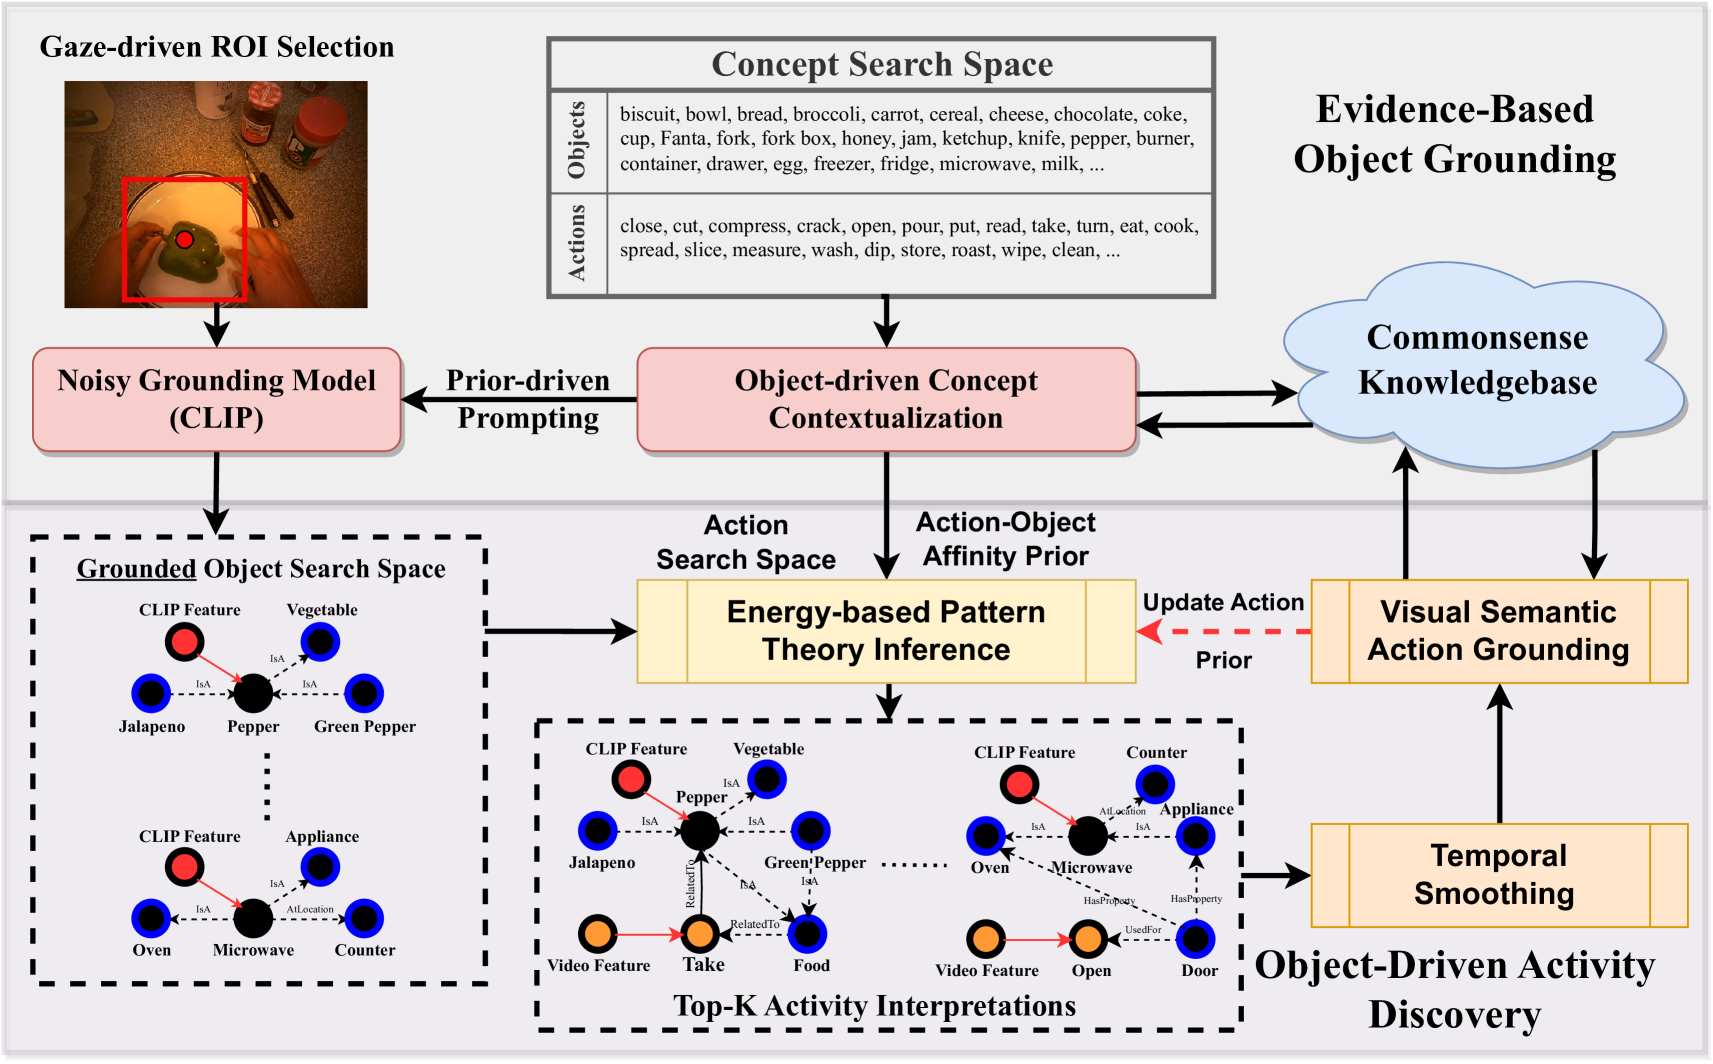 Gaze-driven ROI Selection
Concept Search Space
Objects
biscuit, bowl, bread, broccoli, carrot, cereal, cheese, chocolate, coke,
cup, Fanta, fork, fork box, honey, jam, ketchup, knife, pepper, burner,
container, drawer, egg, freezer, fridge, microwave, milk, ...
Actions
close, cut, compress, crack, open, pour, put, read, take, turn, eat, cook,
spread, slice, measure, wash, dip, store, roast, wipe, clean, ...
Evidence-Based
Object Grounding
Noisy Grounding Model
(CLIP)
Prior-driven
Prompting
Object-driven Concept
Contextualization
Commonsense
Knowledgebase
Action
Search Space
Action-Object
Affinity Prior
Grounded Object Search Space
CLIP Feature
Vegetable
IsA
IsA
IsA
Jalapeno
Pepper
Green Pepper
CLIP Feature
Appliance
IsA
IsA
AtLocation
Oven
Microwave
Counter
Energy-based Pattern
Theory Inference
Update Action
Prior
Visual Semantic
Action Grounding
CLIP Feature
Vegetable
Pepper
IsA
IsA
IsA
Jalapeno
Green Pepper
RelatedTo
IsA
IsA
RelatedTo
Video Feature
Take
Food
CLIP Feature
Counter
AtLocation
Appliance
IsA
IsA
Oven
Microwave
HasProperty
HasProperty
UsedFor
Video Feature
Open
Door
Top-K Activity Interpretations
Temporal
Smoothing
Object-Driven Activity
Discovery